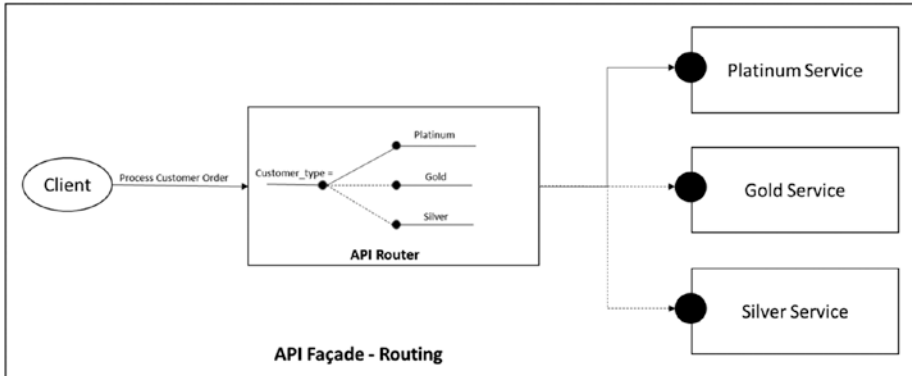 Client
Process Customer Order
Customer_type =
Platinum
Gold
Silver
API Router
Platinum Service
Gold Service
Silver Service
API Façade - Routing